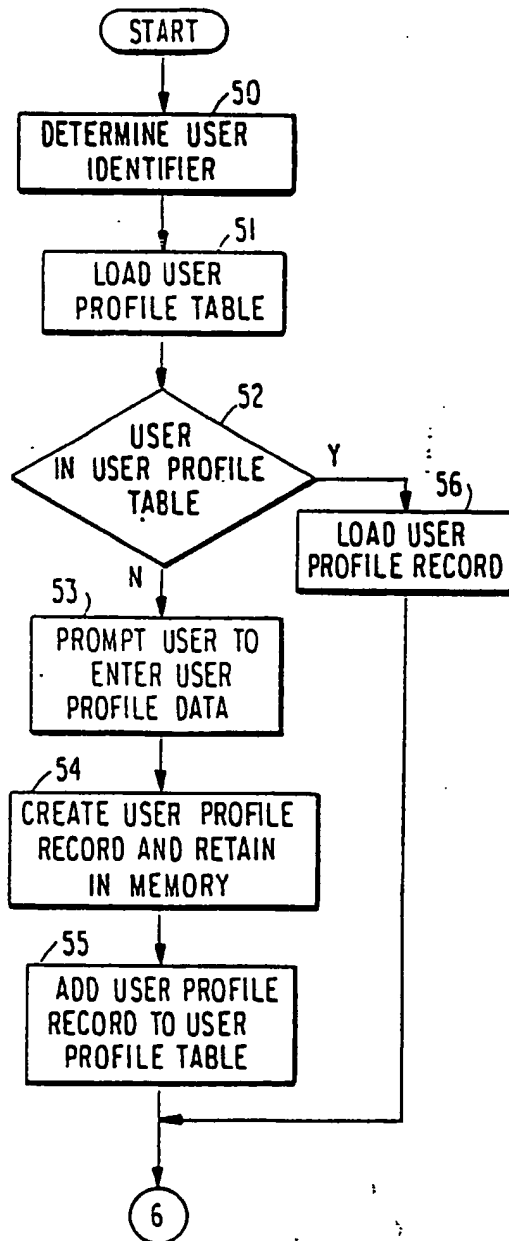 START
50
DETERMINE USER
IDENTIFIER
51
LOAD USER
PROFILE TABLE
52
USER
IN USER PROFILE
TABLE
Y
N
56
LOAD USER
PROFILE RECORD
53
PROMPT USER TO
ENTER USER
PROFILE DATA
54
CREATE USER PROFILE
RECORD AND RETAIN
IN MEMORY
55
ADD USER PROFILE
RECORD TO USER
PROFILE TABLE
6